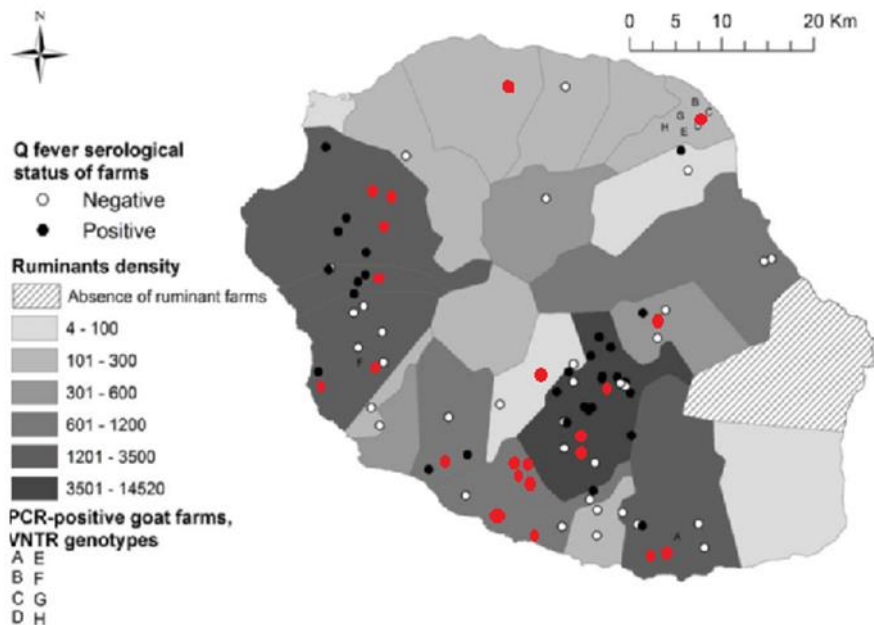 N
0 5 10 20 Km
Q fever serological
status of farms
Negative
Positive
Ruminants density
Absence of ruminant farms
4 - 100
101 - 300
301 - 600
601 - 1200
1201 - 3500
3501 - 14520
PCR-positive goat farms,
VNTR genotypes
A E
B F
C G
D H
B
G
H E
F
A